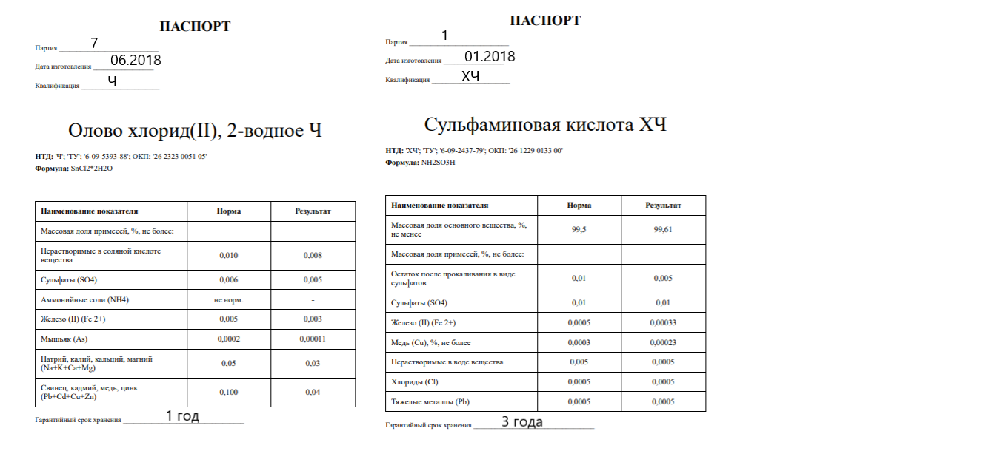 ПАСПОРТ
Партия 7
Дата изготовления 06.2018
Квалификация Ч
Олово хлорид(II), 2-водное Ч
НТД: 'Ч'; 'ТУ'; '6-09-5393-88'; ОКП: '26 2323 0051 05'
Формула: SnCl2*2H2O
Наименование показателя Норма Результат
Массовая доля примесей, %, не более:
Нерастворимые в соляной кислоте
вещества 0,010 0,008
Сульфаты (SO4) 0,006 0,005
Аммонийные соли (NH4) не норм. -
Железо (II) (Fe 2+) 0,005 0,003
Мышьяк (As) 0,0002 0,00011
Натрий, калий, кальций, магний
(Na+K+Ca+Mg) 0,05 0,03
Свинец, кадмий, медь, цинк
(Pb+Cd+Cu+Zn) 0,100 0,04
Гарантийный срок хранения 1 год
ПАСПОРТ
Партия 1
Дата изготовления 01.2018
Квалификация ХЧ
Сульфаминовая кислота ХЧ
НТД: 'ХЧ'; 'ТУ'; '6-09-2437-79'; ОКП: '26 1229 0133 00'
Формула: NH2SO3H
Наименование показателя Норма Результат
Массовая доля основного вещества, %,
не менее 99,5 99,61
Массовая доля примесей, %, не более:
Остаток после прокаливания в виде
сульфатов 0,01 0,005
Сульфаты (SO4) 0,01 0,01
Железо (II) (Fe 2+) 0,0005 0,00033
Медь (Cu), %, не более 0,0003 0,00023
Нерастворимые в воде вещества 0,005 0,0005
Хлориды (Cl) 0,0005 0,0005
Тяжелые металлы (Pb) 0,0005 0,0005
Гарантийный срок хранения 3 года